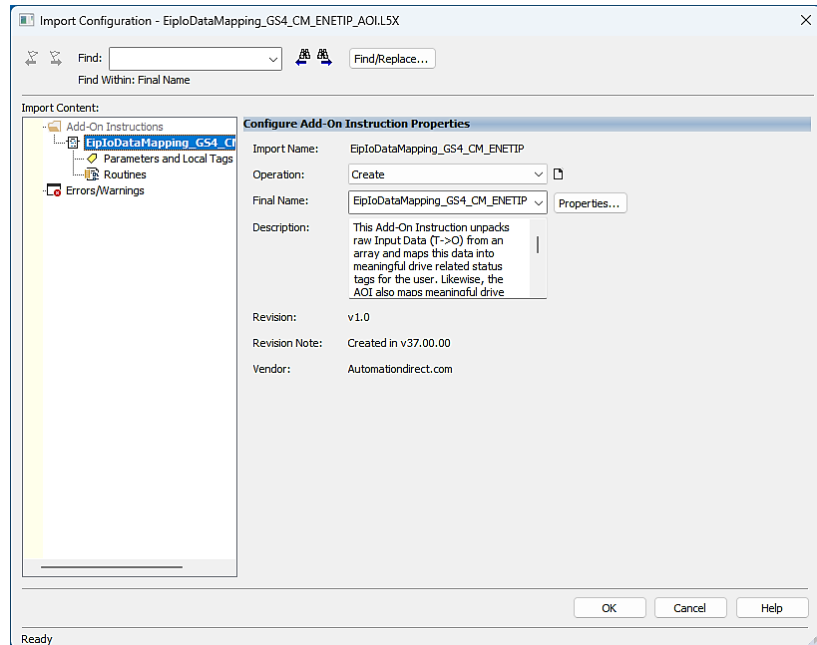 Import Configuration - EipIoDataMapping_GS4_CM_ENETIP_AOI.L5X
Find:
Find/Replace...
Find Within: Final Name
Import Content:
Add-On Instructions
EipIoDataMapping_GS4_CM
Parameters and Local Tags
Routines
Errors/Warnings
Configure Add-On Instruction Properties
Import Name: EipIoDataMapping_GS4_CM_ENETIP
Operation: Create
Final Name: EipIoDataMapping_GS4_CM_ENETIP Properties...
Description: This Add-On Instruction unpacks
raw Input Data (T->O) from an
array and maps this data into
meaningful drive related status
tags for the user. Likewise, the
AOI also maps meaningful drive
Revision: v1.0
Revision Note: Created in v37.00.00
Vendor: Automationdirect.com
OK Cancel Help
Ready